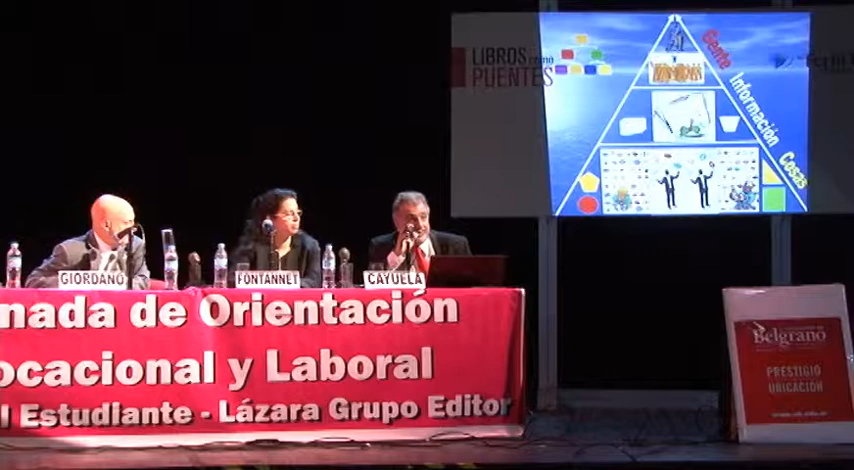 LIBROS como
PUENTES
Gente
Información
Cosas
GIORDANO
FONTANNET
CAYUELA
nada de Orientación
ocacional y Laboral
l Estudiante - Lázara Grupo Editor
Belgrano
PRESTIGIO
UBICACIÓN